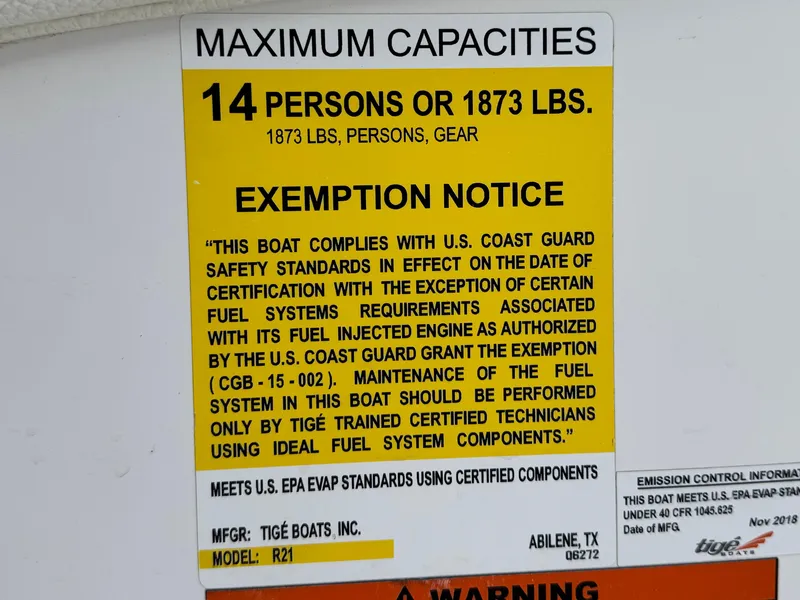 MAXIMUM CAPACITIES
14 PERSONS OR 1873 LBS.
1873 LBS, PERSONS, GEAR
EXEMPTION NOTICE
“THIS BOAT COMPLIES WITH U.S. COAST GUARD
SAFETY STANDARDS IN EFFECT ON THE DATE OF
CERTIFICATION WITH THE EXCEPTION OF CERTAIN
FUEL SYSTEMS REQUIREMENTS ASSOCIATED
WITH ITS FUEL INJECTED ENGINE AS AUTHORIZED
BY THE U.S. COAST GUARD GRANT THE EXEMPTION
( CGB - 15 - 002 ). MAINTENANCE OF THE FUEL
SYSTEM IN THIS BOAT SHOULD BE PERFORMED
ONLY BY TIGÉ TRAINED CERTIFIED TECHNICIANS
USING IDEAL FUEL SYSTEM COMPONENTS.”
MEETS U.S. EPA EVAP STANDARDS USING CERTIFIED COMPONENTS
MFGR: TIGÉ BOATS, INC.
ABILENE, TX
MODEL: R21
06272
EMISSION CONTROL INFORMAT
THIS BOAT MEETS U.S. EPA EVAP STAN
UNDER 40 CFR 1045.625
Date of MFG Nov 2018
tigé
BOATS
WARNING